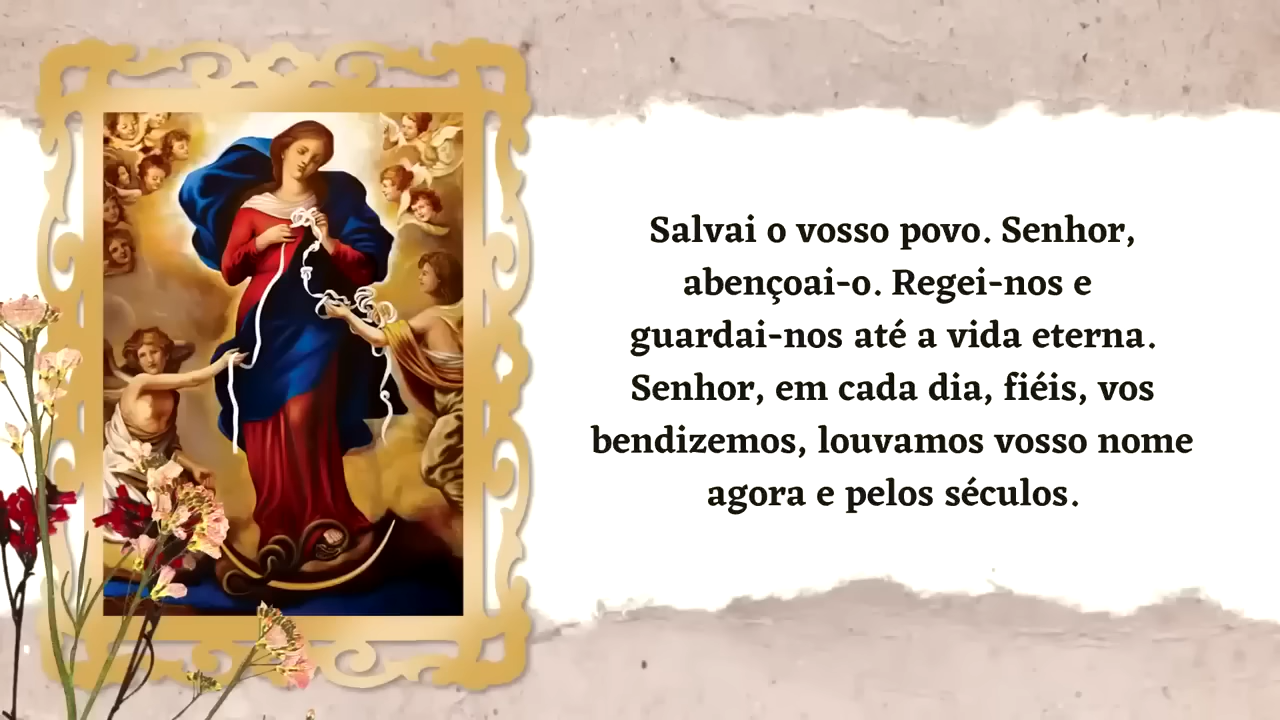 Salvai o vosso povo. Senhor,
abençoai-o. Regei-nos e
guardai-nos até a vida eterna.
Senhor, em cada dia, fiéis, vos
bendizemos, louvamos vosso nome
agora e pelos séculos.